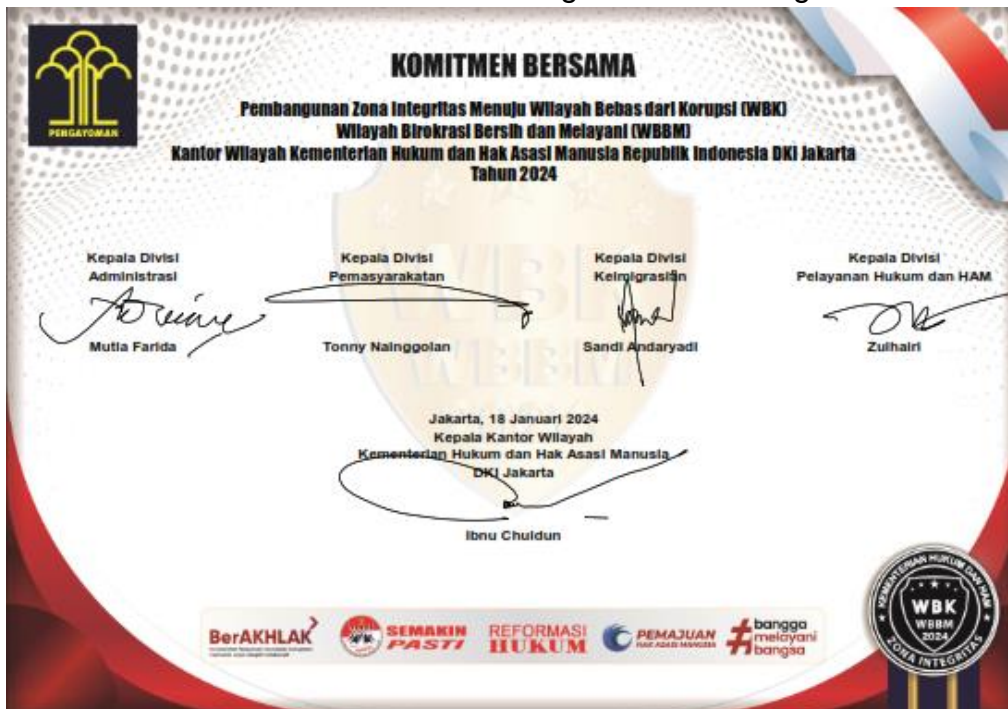 PENGAYOMAN
KOMITMEN BERSAMA
Pembangunan Zona Integritas Menuju Wilayah Bebas dari Korupsi (WBK)
Wilayah Birokrasi Bersih dan Melayani (WBBM)
Kantor Wilayah Kementerian Hukum dan Hak Asasi Manusia Republik Indonesia DKI Jakarta
Tahun 2024
WBK
WBBM
Kepala Divisi
Administrasi
Mutia Farida
Kepala Divisi
Pemasyarakatan
Tonny Nainggolan
Kepala Divisi
Keimigrasian
Sandi Andaryadi
Kepala Divisi
Pelayanan Hukum dan HAM
Zulhairi
Jakarta, 18 Januari 2024
Kepala Kantor Wilayah
Kementerian Hukum dan Hak Asasi Manusia
DKI Jakarta
Ibnu Chuldun
BerAKHLAK
SEMAKIN
PASTI
REFORMASI
HUKUM
PEMAJUAN
HAK ASASI MANUSIA
#bangga
melayani
bangsa
KEMENTERIAN HUKUM DAN HAM
WBK
WBBM
2024
ZONA INTEGRITAS